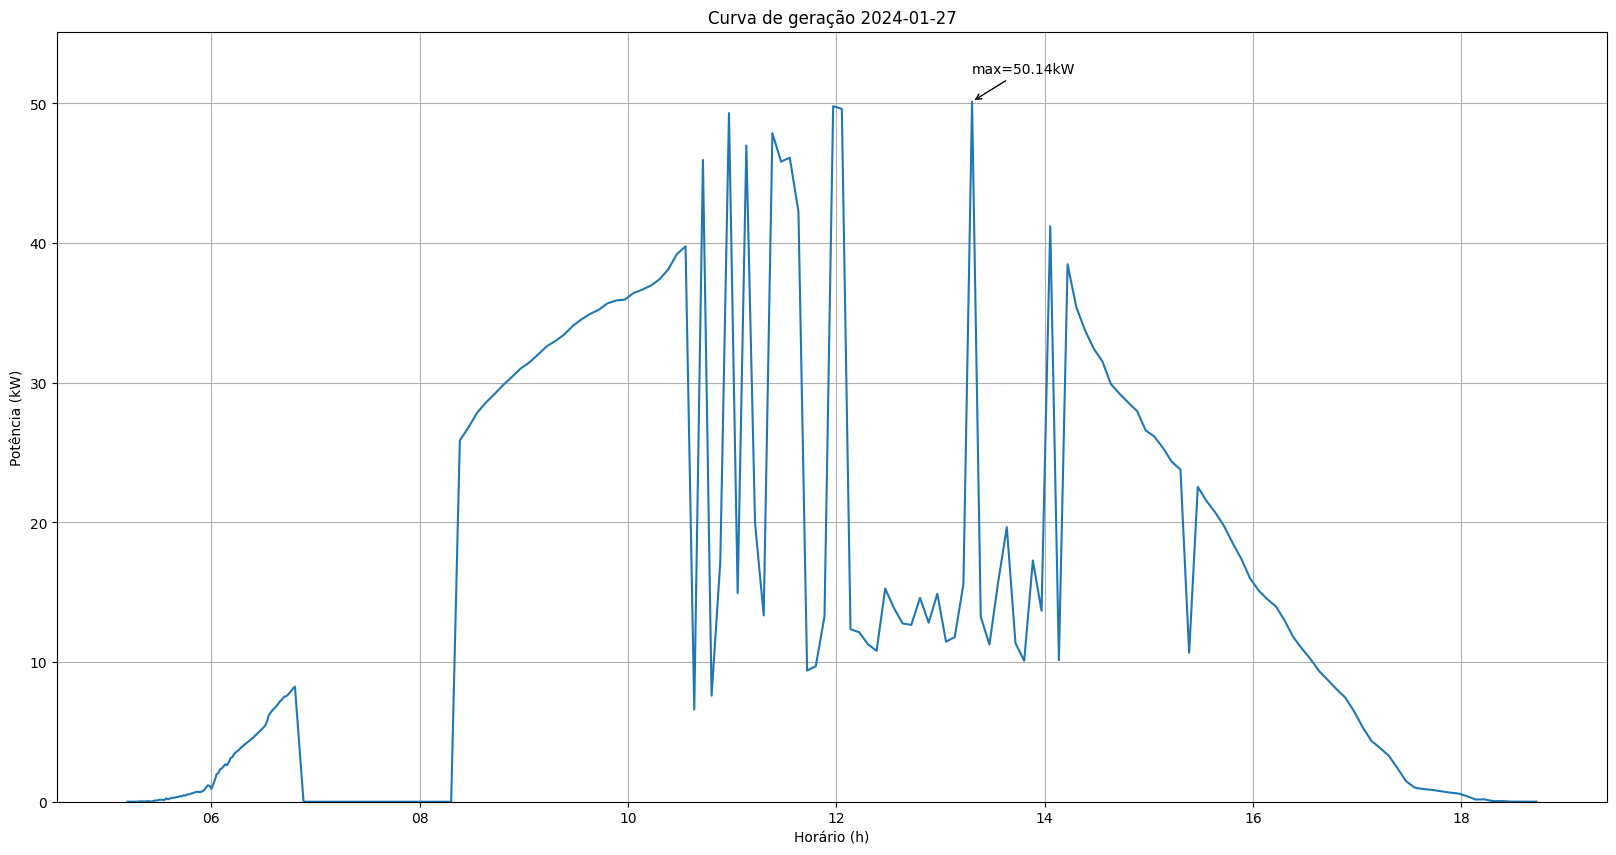 Curva de geração 2024-01-27
max=50.14kW
50
40
30
20
10
0
Potência (kW)
06 08 10 12 14 16 18
Horário (h)